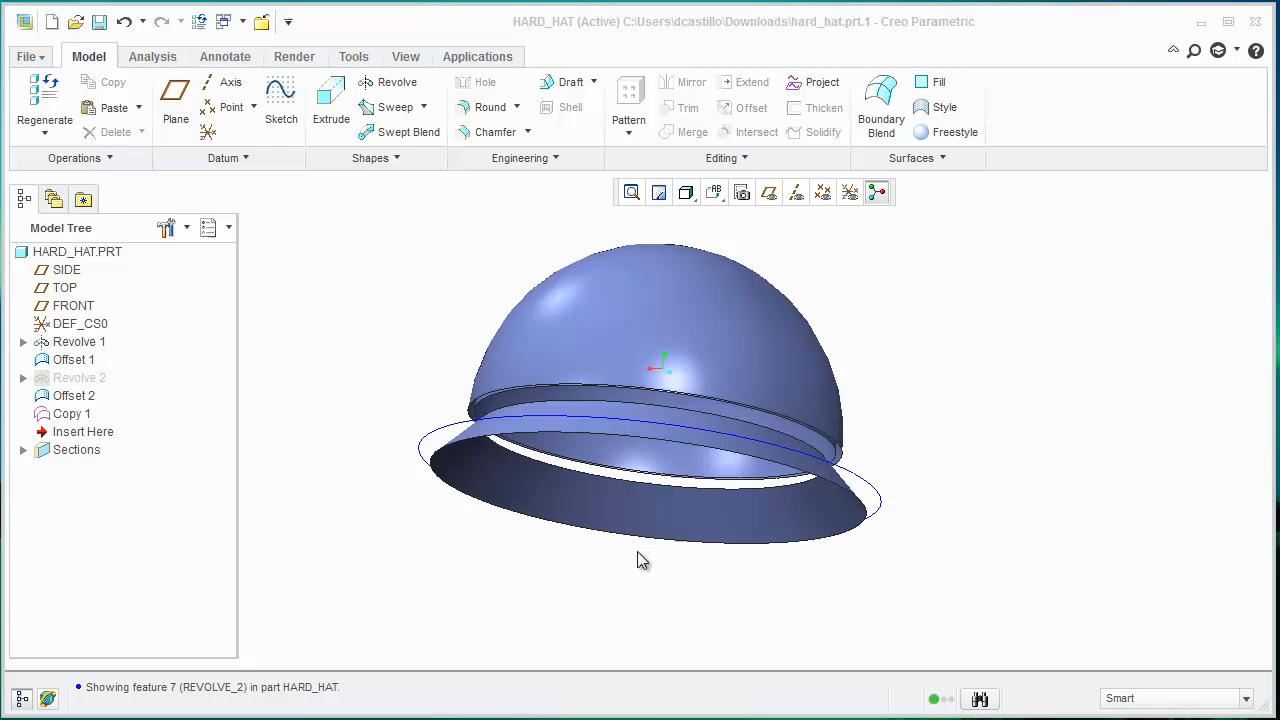 HARD_HAT (Active) C:\Users\dcastillo\Downloads\hard_hat.prt.1 - Creo Parametric
File Model Analysis Annotate Render Tools View Applications
Regenerate Copy Paste Delete
Plane Axis Point Sketch
Extrude Revolve Sweep Swept Blend
Hole Round Chamfer Draft Shell
Pattern Mirror Trim Merge Extend Offset Intersect Project Thicken Solidify
Boundary Blend Fill Style Freestyle
Operations Datum Shapes Engineering Editing Surfaces
Model Tree
HARD_HAT.PRT
SIDE
TOP
FRONT
DEF_CS0
Revolve 1
Offset 1
Revolve 2
Offset 2
Copy 1
Insert Here
Sections
Showing feature 7 (REVOLVE_2) in part HARD_HAT.
Smart